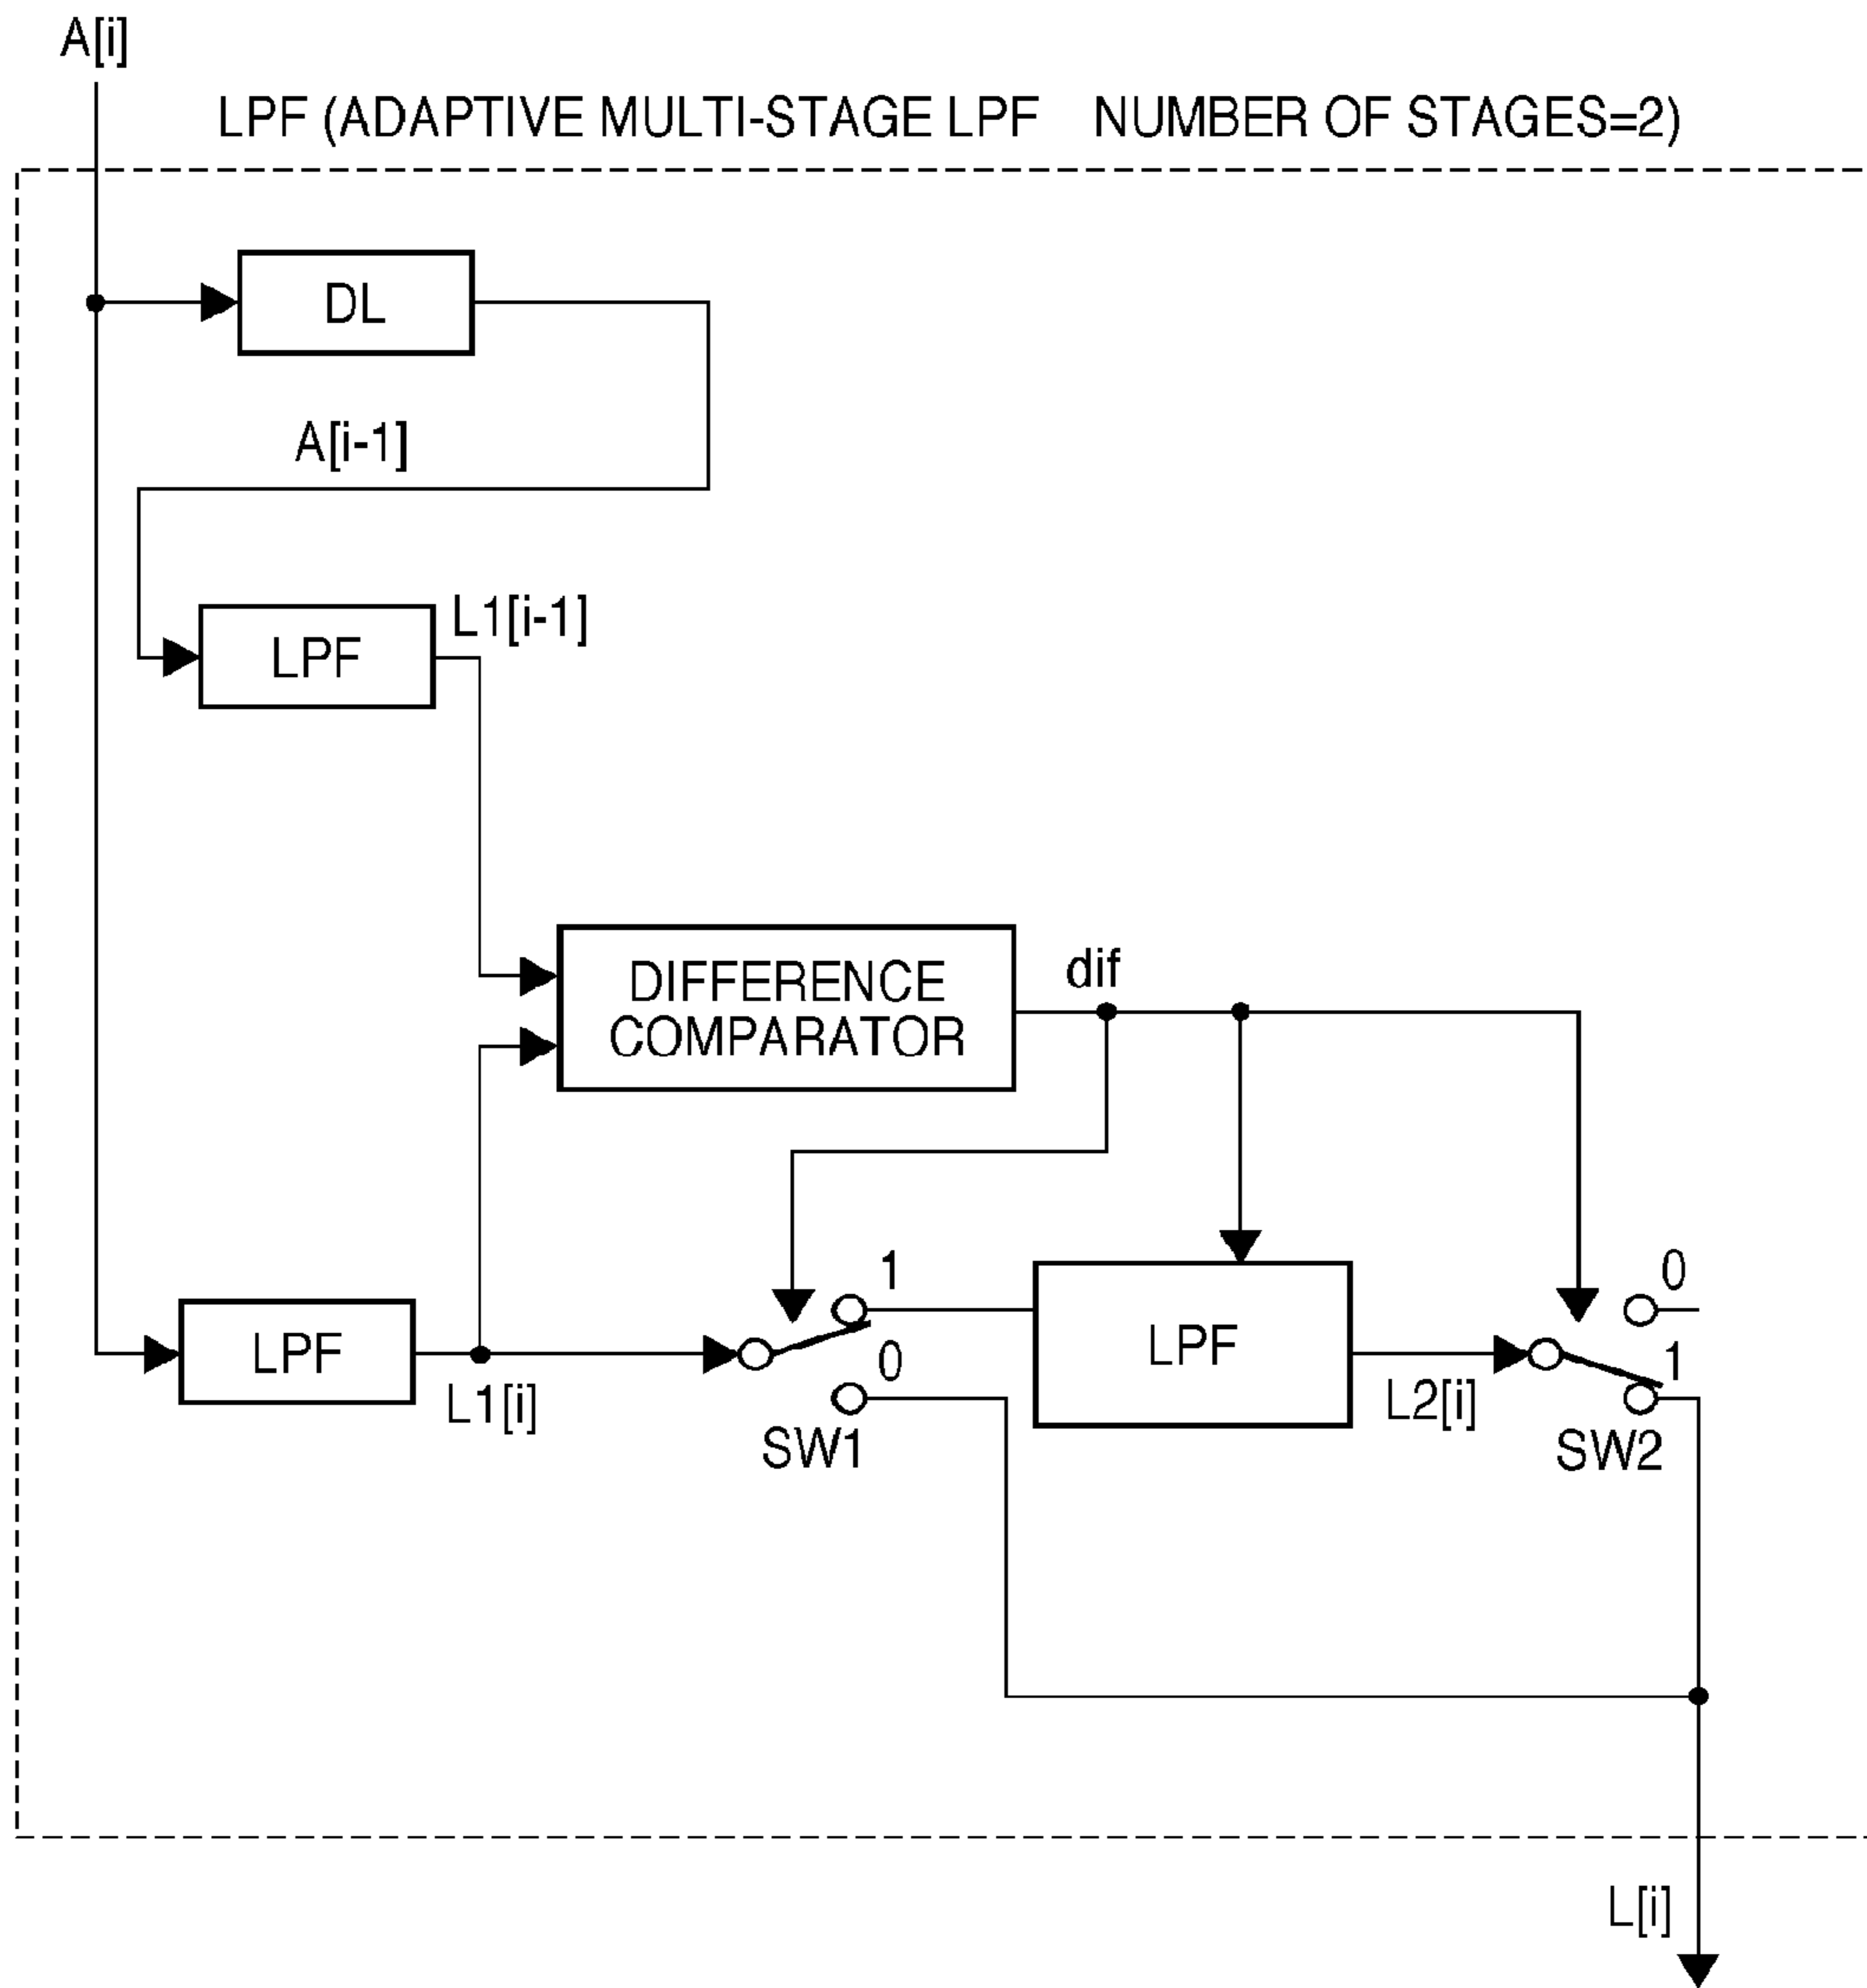 A[i]
LPF (ADAPTIVE MULTI-STAGE LPF NUMBER OF STAGES=2)
DL
A[i-1]
L1[i-1]
LPF
DIFFERENCE
COMPARATOR
dif
1
0
LPF
LPF
0
1
L1[i]
L2[i]
SW1
SW2
L[i]